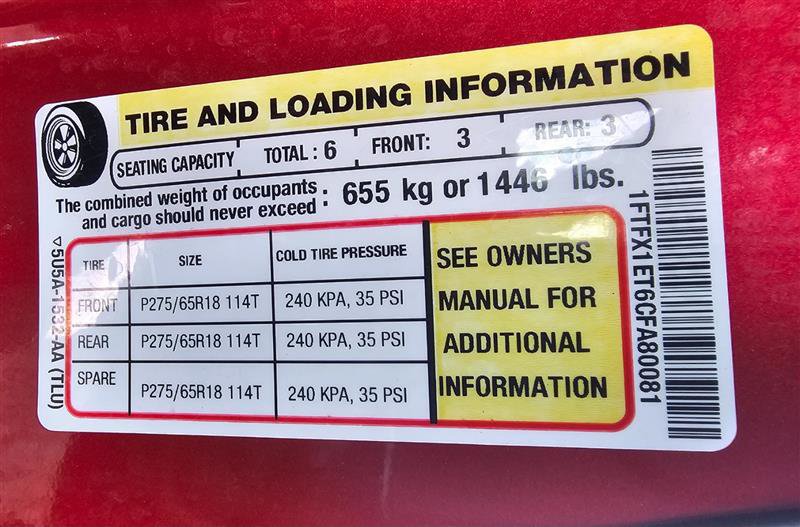 TIRE AND LOADING INFORMATION
SEATING CAPACITY TOTAL: 6 FRONT: 3 REAR: 3
The combined weight of occupants
and cargo should never exceed : 655 kg or 1446 lbs.
TIRE SIZE COLD TIRE PRESSURE
FRONT P275/65R18 114T 240 KPA, 35 PSI
REAR P275/65R18 114T 240 KPA, 35 PSI
SPARE P275/65R18 114T 240 KPA, 35 PSI
SEE OWNERS
MANUAL FOR
ADDITIONAL
INFORMATION
5U5A-1532-AA (TLU)
1FTFX1ET6CFA80081